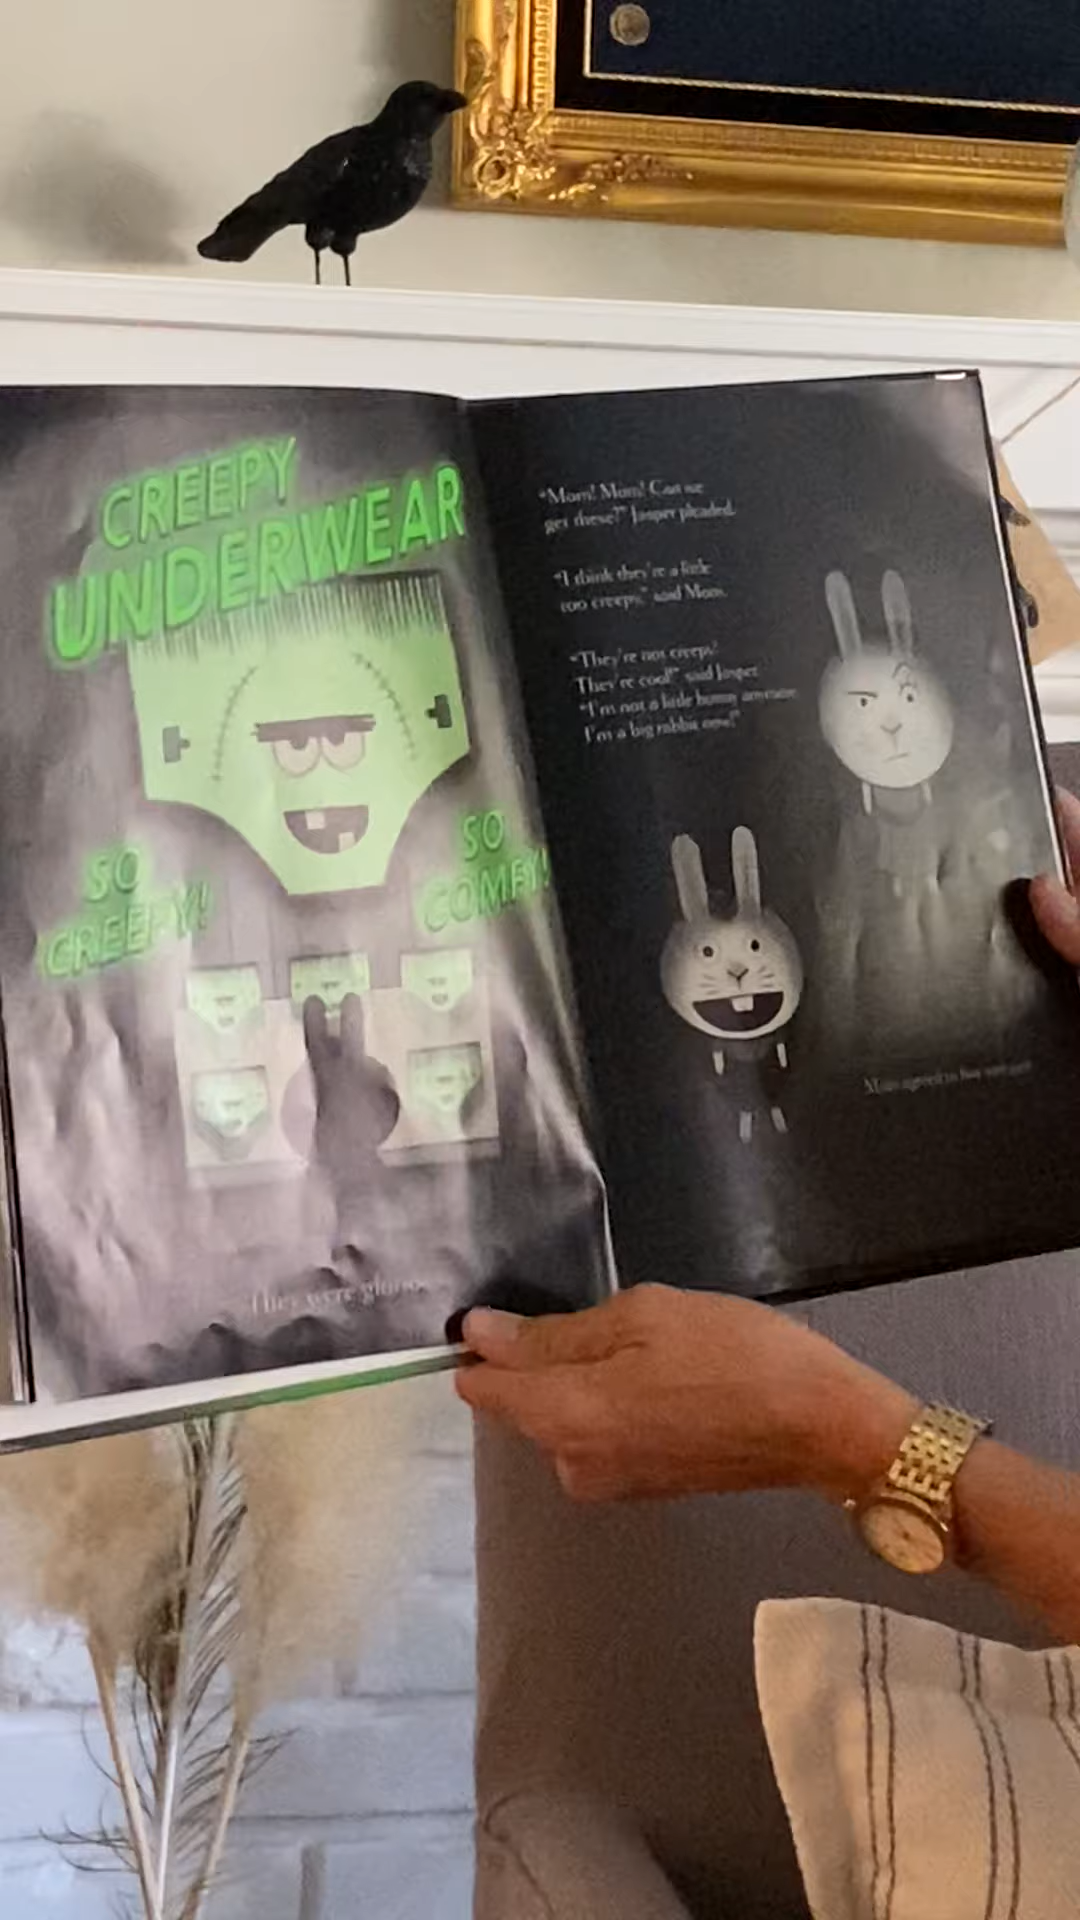 CREEPY
UNDERWEAR
SO
CREEPY!
SO
COMFY!
They were glorio
"Mom! Mom! Can we
get these?" Jasper pleaded.
"I think they're a little
too creepy," said Mom.
"They're not creepy!
They're cool!" said Jasper.
"I'm not a little bunny anymore.
I'm a big rabbit now!"
Mom agreed to buy one